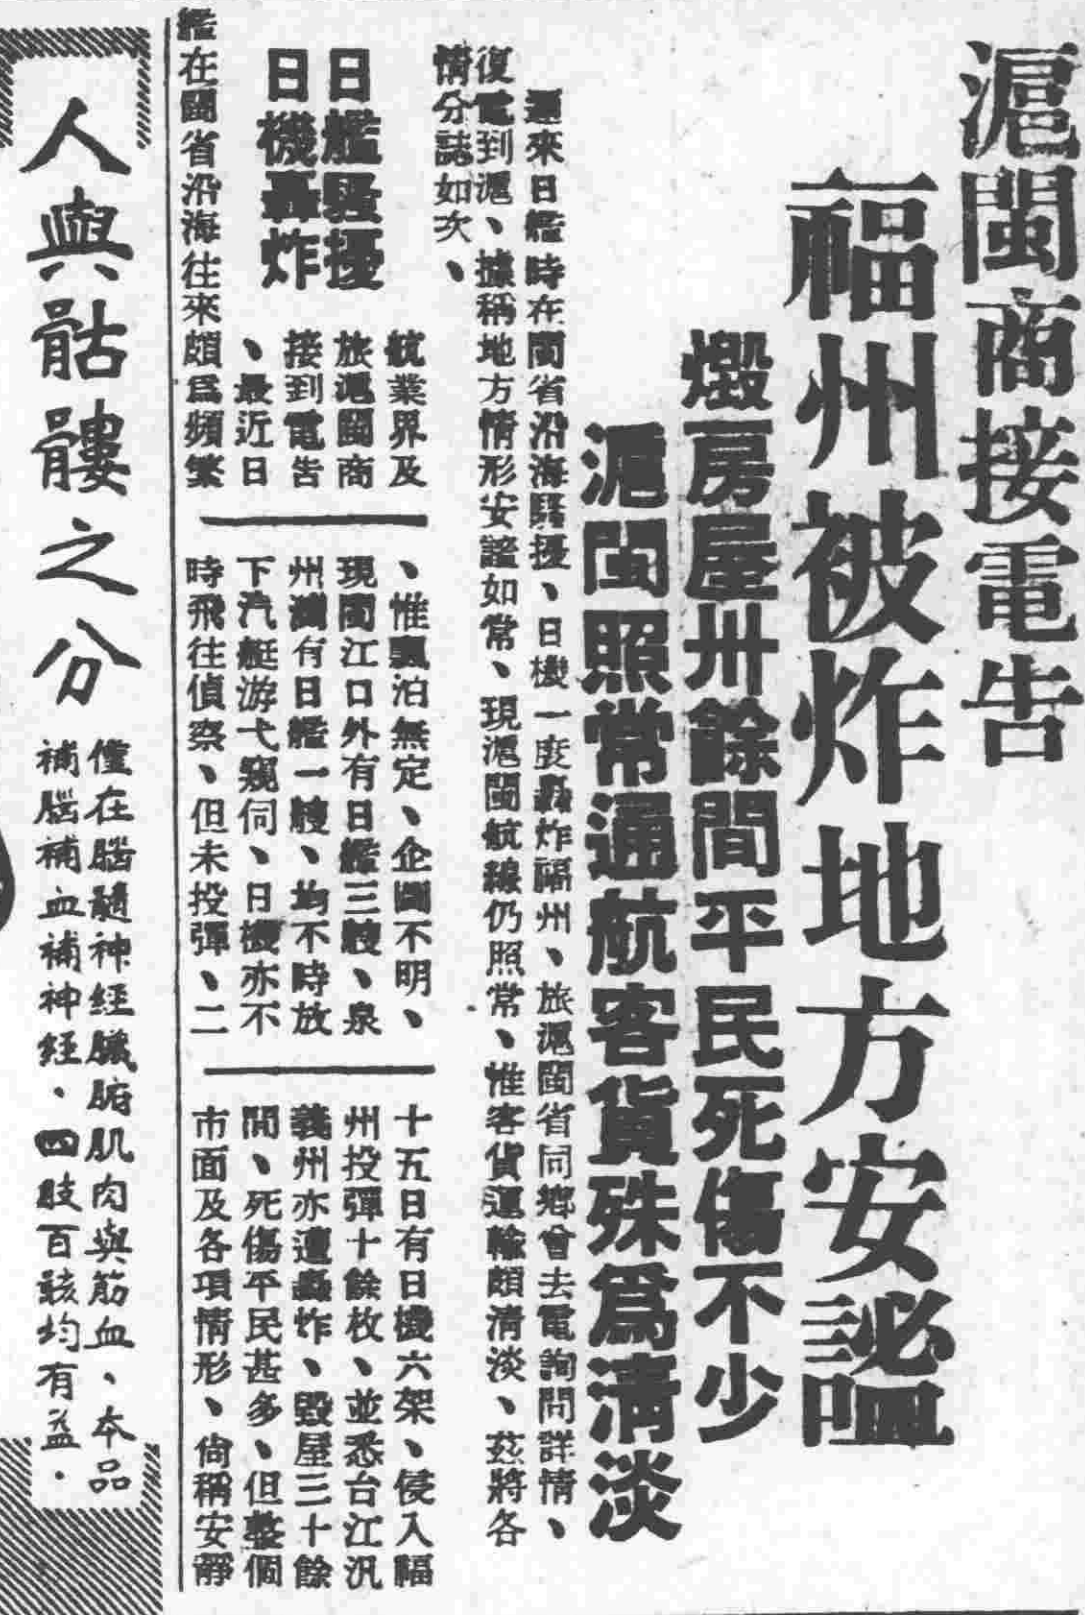 滬閩商接電告
福州被炸地方安謐
燬房屋卅餘間平民死傷不少
滬閩照常通航客貨殊爲淸淡
邇來日艦時在閩省沿海騷擾、日機一度轟炸福州、旅滬閩省同鄉會去電詢問詳情、
復電到滬、據稱地方情形安謐如常、現滬閩航線仍照常、惟客貨運輸頗淸淡、茲將各
情分誌如次、
日艦騷擾
日機轟炸
航業界及
旅滬閩商
接到電告
、最近日
艦在閩省沿海往來頗爲頻繁
、惟飄泊無定、企圖不明、
現閩江口外有日艦三艘、泉
州灣有日艦一艘、均不時放
下汽艇游弋窺伺、日機亦不
時飛往偵察、但未投彈、二
十五日有日機六架、侵入福
州投彈十餘枚、並悉台江汎
義州亦遭轟炸、毀屋三十餘
間、死傷平民甚多、但整個
市面及各項情形、尙稱安靜
人與骷髏之分
僅在腦髓神經臟腑肌肉與筋血、本品
補腦補血補神經、四肢百骸均有益.